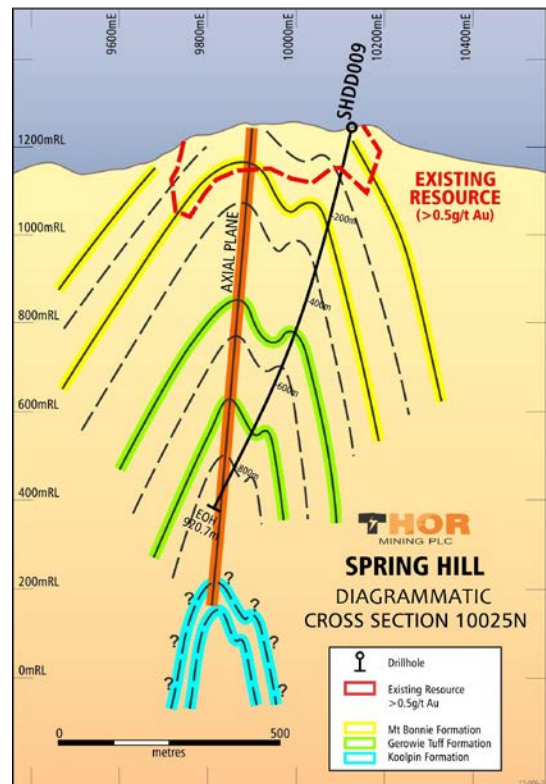 9600mE
9800mE
10000mE
10200mE
10400mE
SHDD009
1200mRL
EXISTING
RESOURCE
(>0.5g/t Au)
1000mRL
200m
AXIAL PLANE
800mRL
400m
600mRL
600m
800m
400mRL
EOH
920.7m
THOR
MINING PLC
SPRING HILL
DIAGRAMMATIC
CROSS SECTION 10025N
200mRL
? ?
? ?
? ?
0mRL
Drillhole
Existing Resource
>0.5g/t Au
Mt Bonnie Formation
Gerowie Tuff Formation
Koolpin Formation
0 500
metres